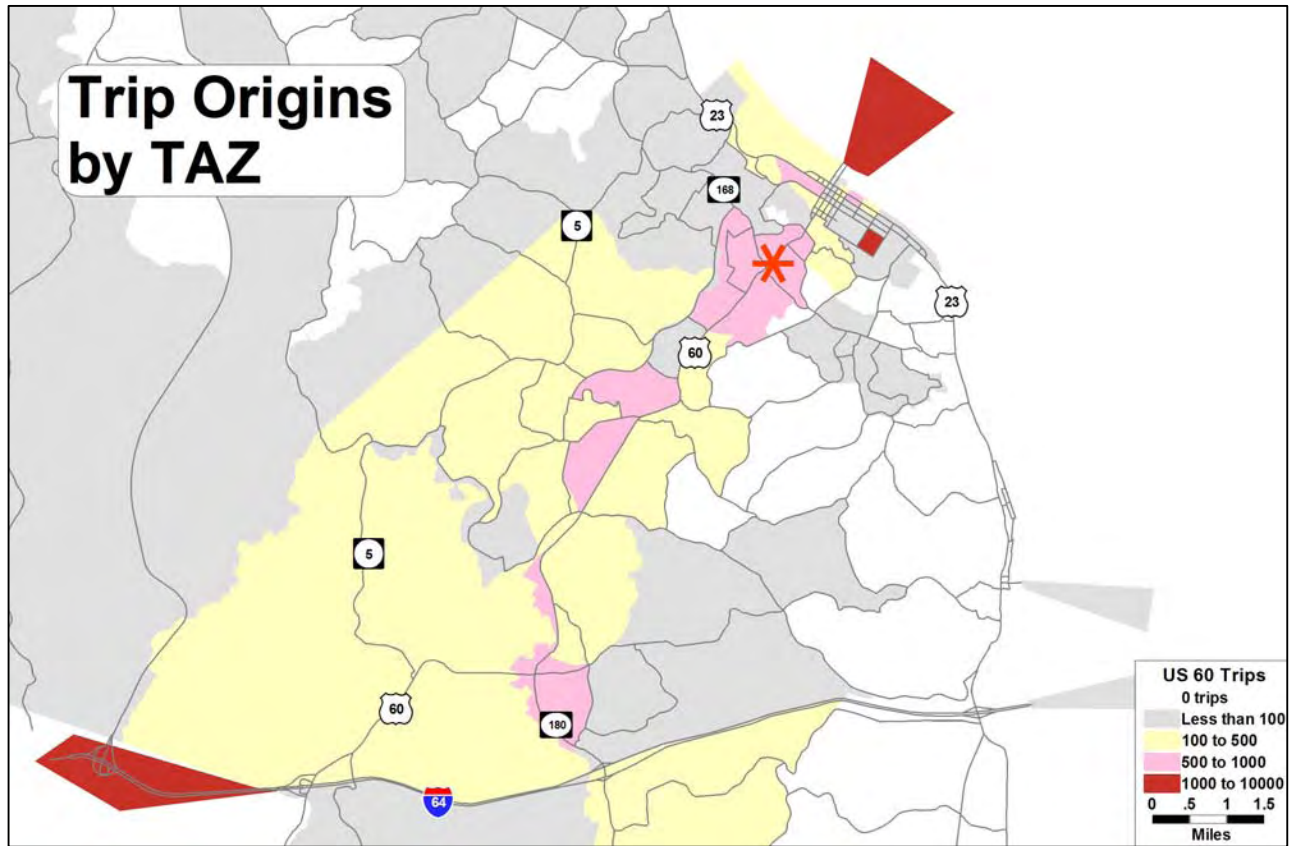 Trip Origins
by TAZ
23
168
5
23
60
5
60
180
64
US 60 Trips
0 trips
Less than 100
100 to 500
500 to 1000
1000 to 10000
0 .5 1 1.5
Miles